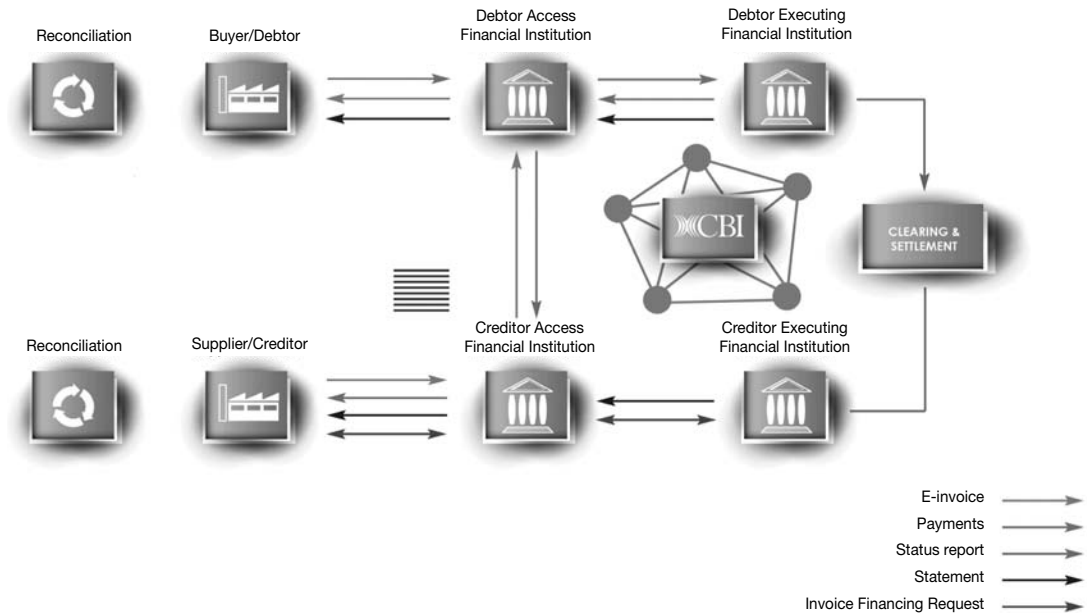 Reconciliation
Buyer/Debtor
Debtor Access
Financial Institution
Debtor Executing
Financial Institution
CBI
CLEARING &
SETTLEMENT
Reconciliation
Supplier/Creditor
Creditor Access
Financial Institution
Creditor Executing
Financial Institution
E-invoice
Payments
Status report
Statement
Invoice Financing Request